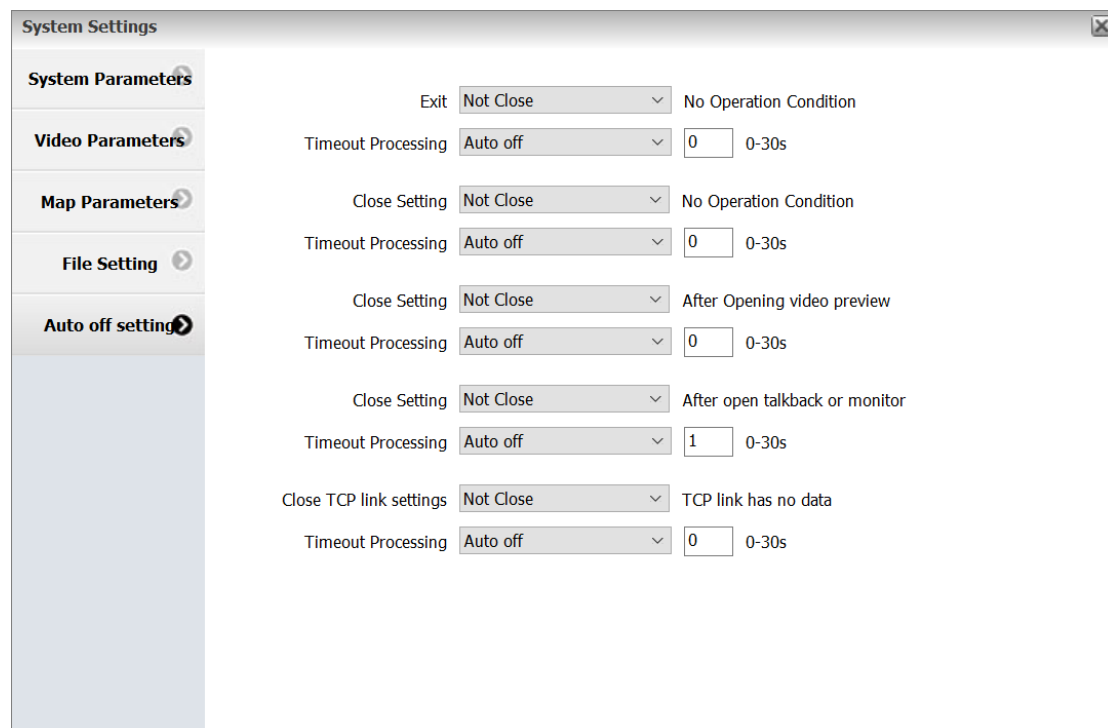 System Settings
System Parameters
Video Parameters
Map Parameters
File Setting
Auto off setting
Exit Not Close No Operation Condition
Timeout Processing Auto off 0 0-30s
Close Setting Not Close No Operation Condition
Timeout Processing Auto off 0 0-30s
Close Setting Not Close After Opening video preview
Timeout Processing Auto off 0 0-30s
Close Setting Not Close After open talkback or monitor
Timeout Processing Auto off 1 0-30s
Close TCP link settings Not Close TCP link has no data
Timeout Processing Auto off 0 0-30s